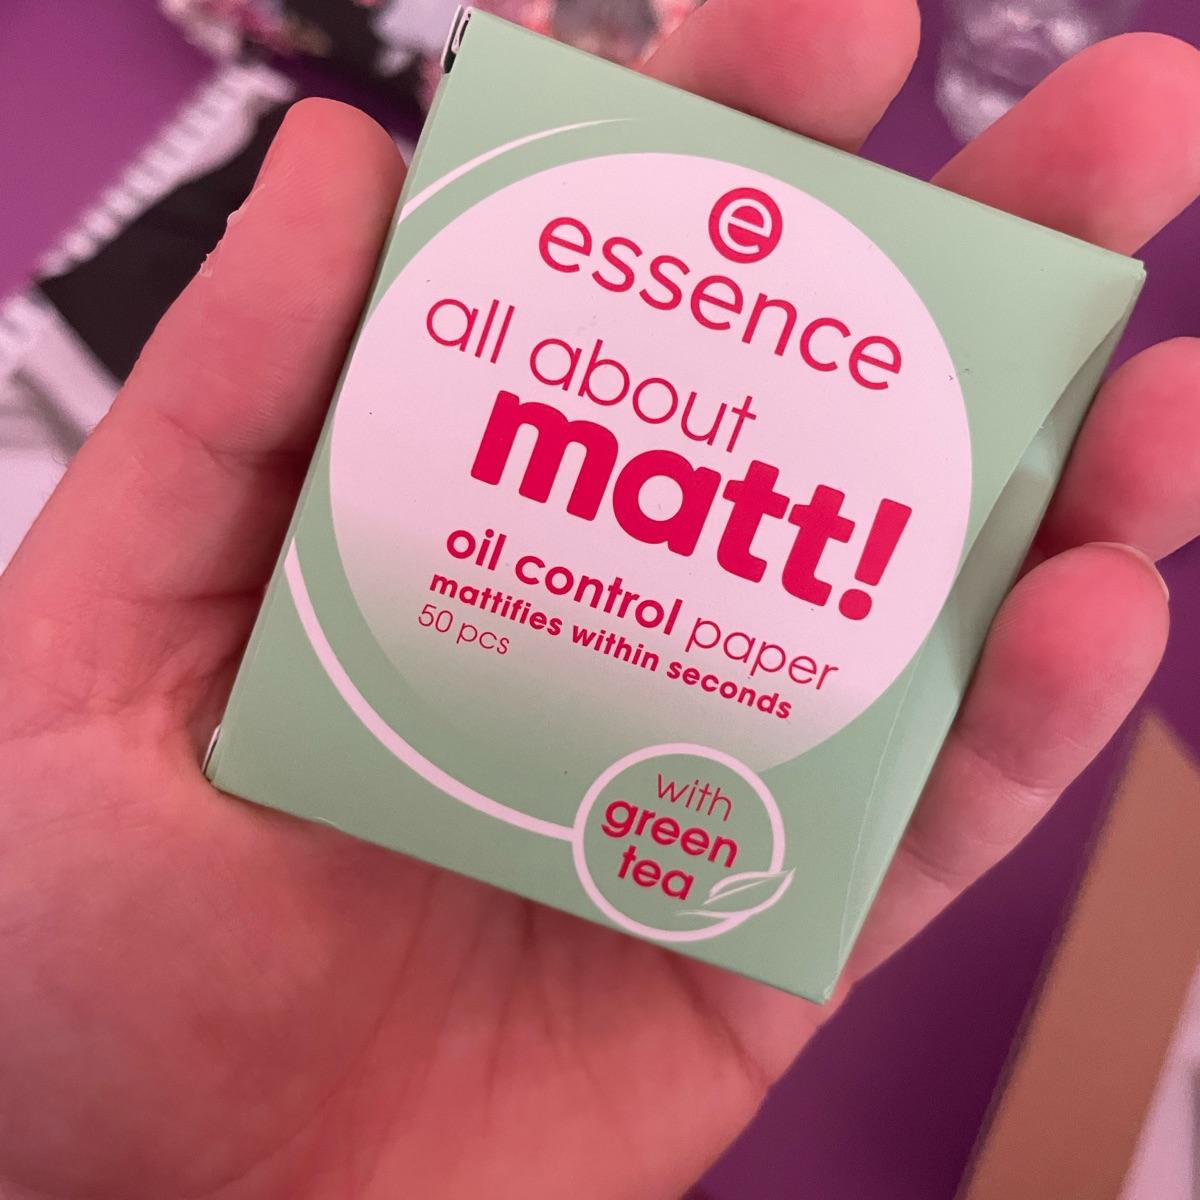 e
essence
all about
matt!
oil control paper
mattifies within seconds
50 pcs
with
green
tea